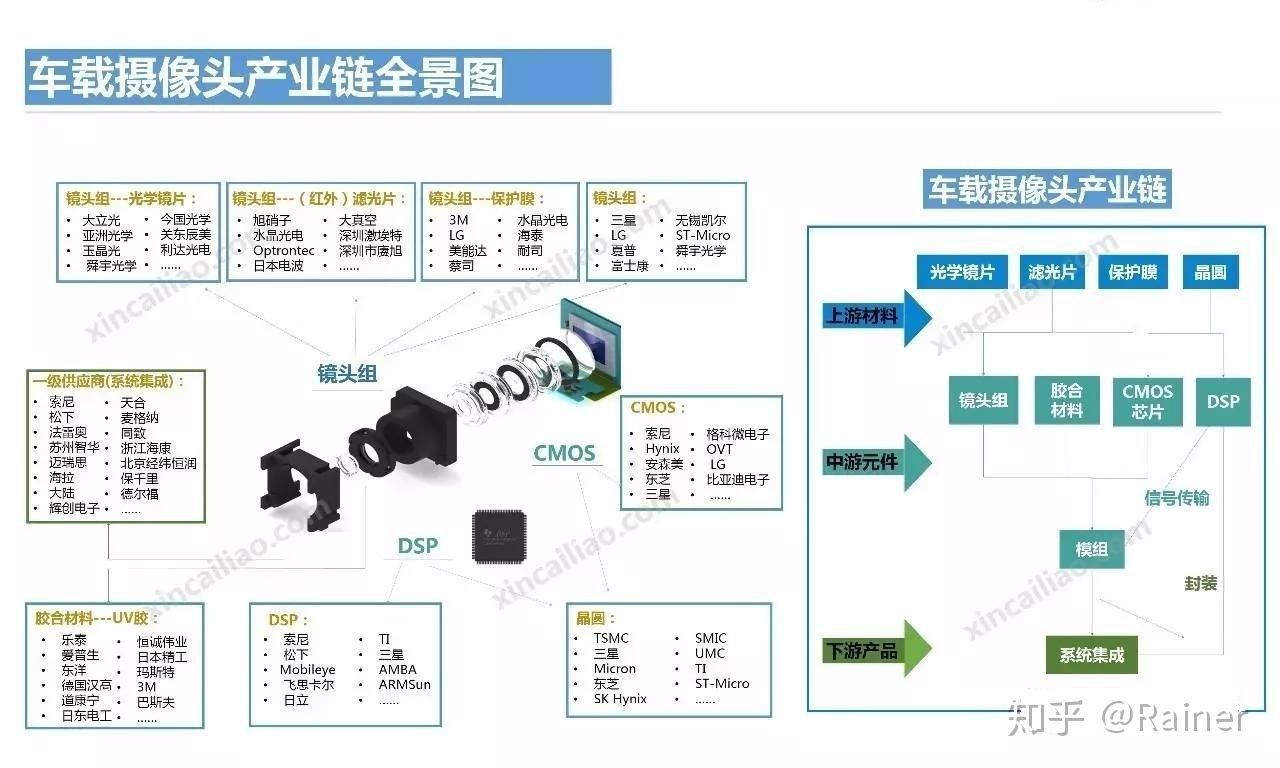 车载摄像头产业链全景图
镜头组---光学镜片：
• 大立光 • 今国光学
• 亚洲光学 • 关东辰美
• 玉晶光 • 利达光电
• 舜宇光学 • ......
镜头组---（红外）滤光片：
• 旭硝子 • 大真空
• 水晶光电 • 深圳激埃特
• Optrontec • 深圳市赓旭
• 日本电波 • ......
镜头组---保护膜：
• 3M • 水晶光电
• LG • 海泰
• 美能达 • 耐司
• 蔡司 • ......
镜头组：
• 三星 • 无锡凯尔
• LG • ST-Micro
• 夏普 • 舜宇光学
• 富士康 • ......
镜头组
一级供应商(系统集成)：
• 索尼 • 天合
• 松下 • 麦格纳
• 法雷奥 • 同致
• 苏州智华 • 浙江海康
• 迈瑞思 • 北京经纬恒润
• 海拉 • 保千里
• 大陆 • 德尔福
• 辉创电子 • ......
CMOS
CMOS：
• 索尼 • 格科微电子
• Hynix • OVT
• 安森美 • LG
• 东芝 • 比亚迪电子
• 三星 • ......
DSP
DSP
胶合材料---UV胶：
• 乐泰 • 恒诚伟业
• 爱普生 • 日本精工
• 东洋 • 玛斯特
• 德国汉高 • 3M
• 道康宁 • 巴斯夫
• 日东电工 • ......
DSP：
• 索尼 • TI
• 松下 • 三星
• Mobileye • AMBA
• 飞思卡尔 • ARMSun
• 日立 • ......
晶圆：
• TSMC • SMIC
• 三星 • UMC
• Micron • TI
• 东芝 • ST-Micro
• SK Hynix • ......
车载摄像头产业链
光学镜片 滤光片 保护膜 晶圆
上游材料
镜头组 胶合材料 CMOS芯片 DSP
中游元件
信号传输
模组
封装
下游产品
系统集成
xincailiao.com
xincailiao.com
xincailiao.com
xincailiao.com
xincailiao.com
xincailiao.com
知乎 @Rainer